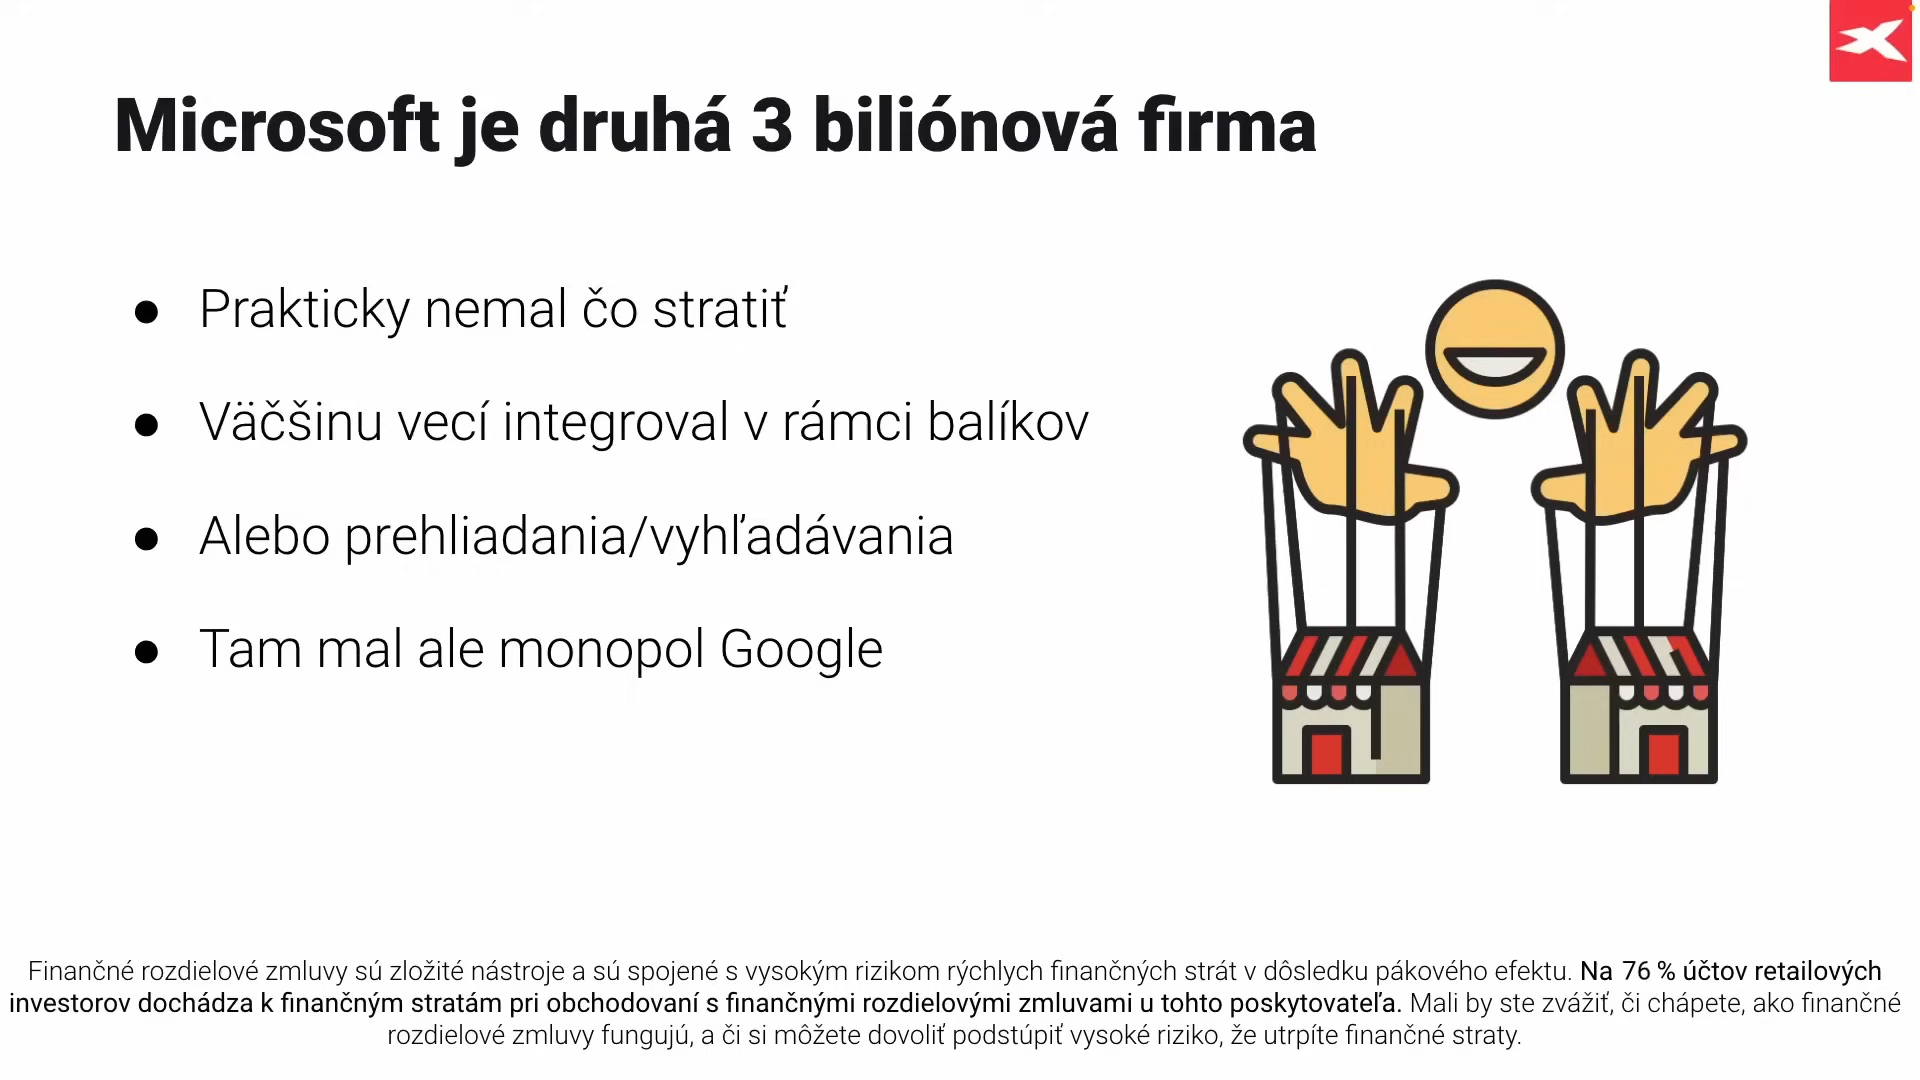 Microsoft je druhá 3 biliónová firma
● Prakticky nemal čo stratiť
● Väčšinu vecí integroval v rámci balíkov
● Alebo prehliadania/vyhľadávania
● Tam mal ale monopol Google
Finančné rozdielové zmluvy sú zložité nástroje a sú spojené s vysokým rizikom rýchlych finančných strát v dôsledku pákového efektu. Na 76 % účtov retailových
investorov dochádza k finančným stratám pri obchodovaní s finančnými rozdielovými zmluvami u tohto poskytovateľa. Mali by ste zvážiť, či chápete, ako finančné
rozdielové zmluvy fungujú, a či si môžete dovoliť podstúpiť vysoké riziko, že utrpíte finančné straty.